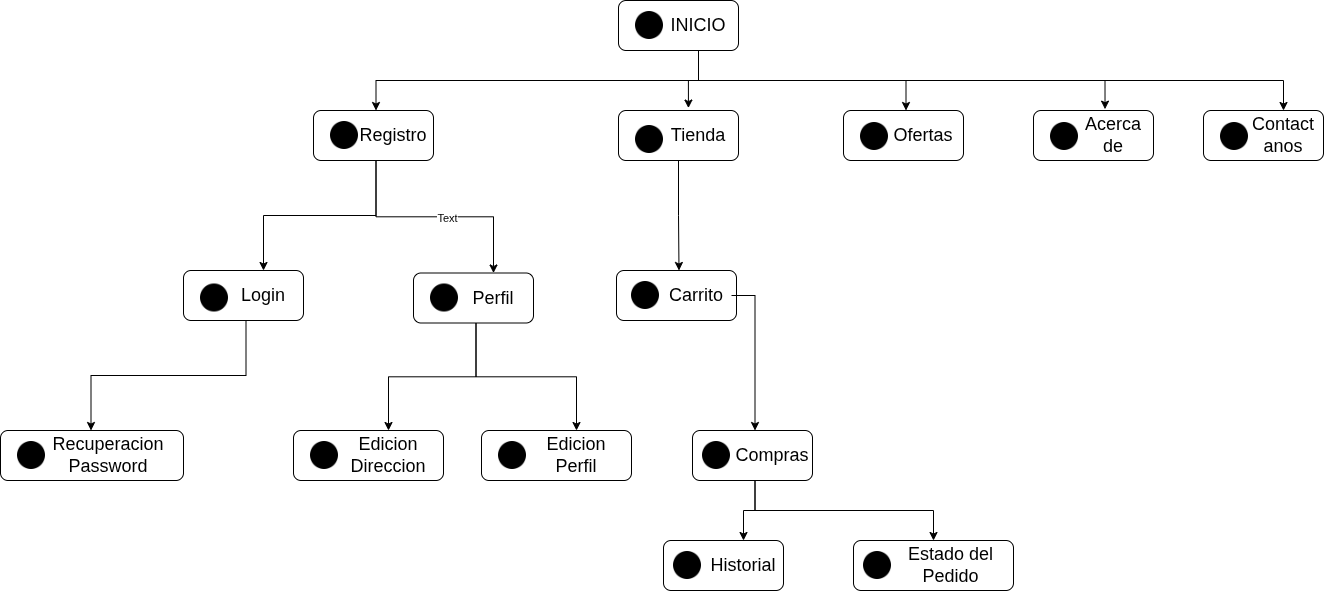 INICIO
Registro
Tienda
Ofertas
Acerca
de
Contact
anos
Text
Login
Perfil
Carrito
Recuperacion
Password
Edicion
Direccion
Edicion
Perfil
Compras
Historial
Estado del
Pedido